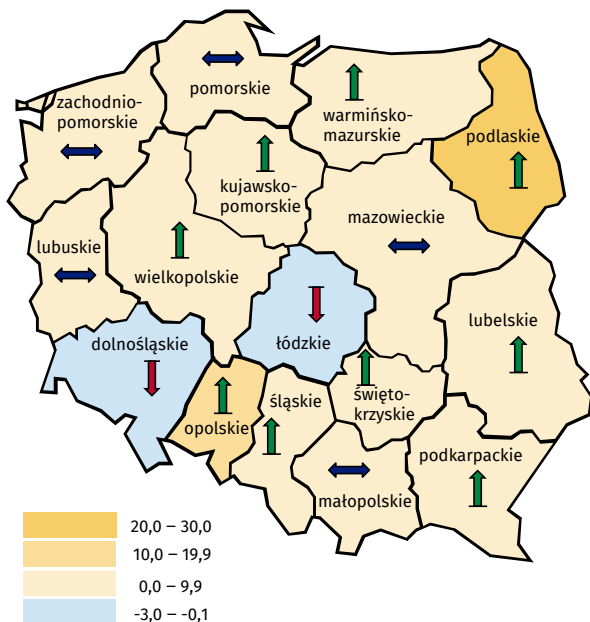 pomorskie
zachodnio-
pomorskie
warmińsko-
mazurskie
podlaskie
kujawsko-
pomorskie
mazowieckie
lubuskie
wielkopolskie
lubelskie
dolnośląskie
łódzkie
opolskie
śląskie
święto-
krzyskie
podkarpackie
małopolskie
20,0 – 30,0
10,0 – 19,9
0,0 – 9,9
-3,0 – -0,1